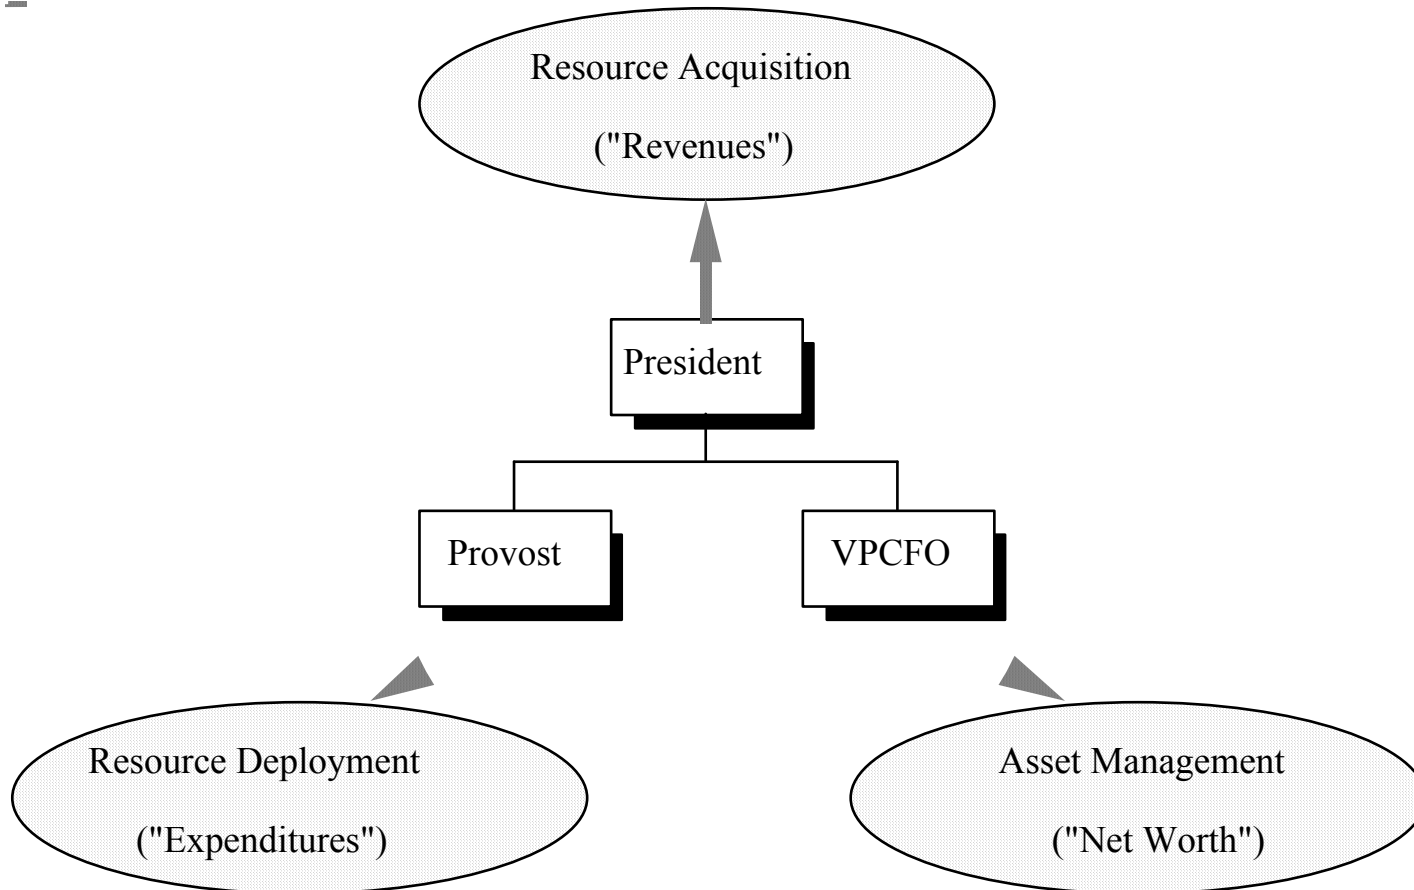 Resource Acquisition
("Revenues")
President
Provost
VPCFO
Resource Deployment
("Expenditures")
Asset Management
("Net Worth")